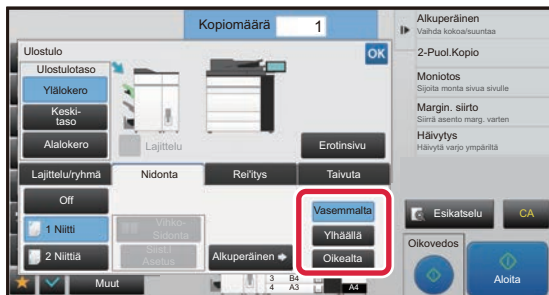 Kopiomäärä 1
Ulostulo
OK
Ulostulotaso
Ylälokero
Keski-
taso
Alalokero
Lajittelu
Erotinsivu
Lajittelu/ryhmä
Nidonta
Rei'itys
Taivuta
Off
1 Niitti
2 Niittiä
Vihko-
Sidonta
Siist.l
Asetus
Alkuperäinen
Vasemmalta
Ylhäällä
Oikealta
Muut
3 B4
4 A3
A4
Alkuperäinen
Vaihda kokoa/suuntaa
2-Puol.Kopio
Moniotos
Sijoita monta sivua sivulle
Margin. siirto
Siirrä asento marg. varten
Häivytys
Häivytä varjo ympäriltä
Esikatselu
CA
Oikovedos
Aloita